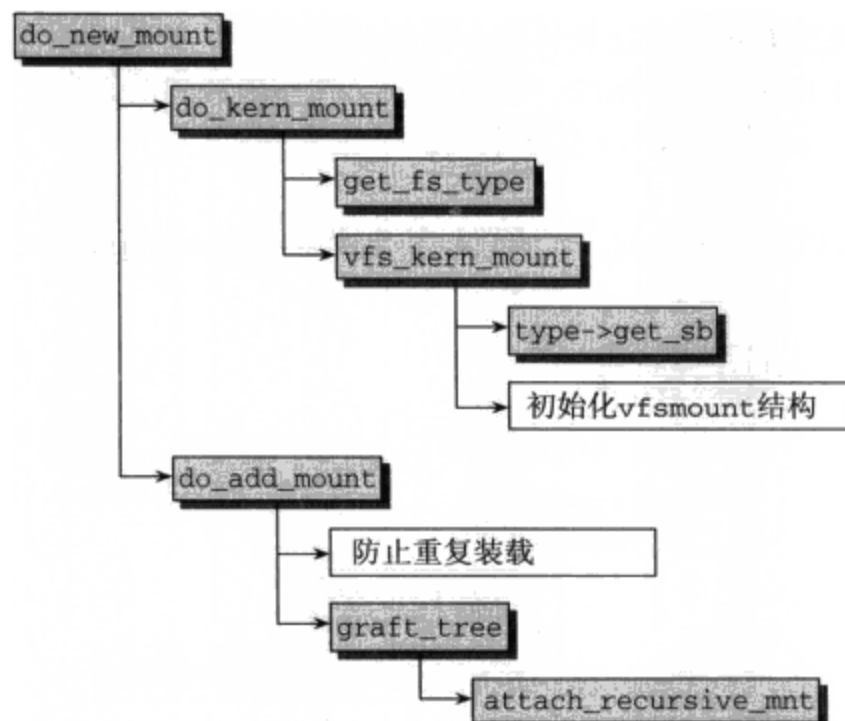 do_new_mount
do_kern_mount
get_fs_type
vfs_kern_mount
type->get_sb
初始化vfsmount结构
do_add_mount
防止重复装载
graft_tree
attach_recursive_mnt